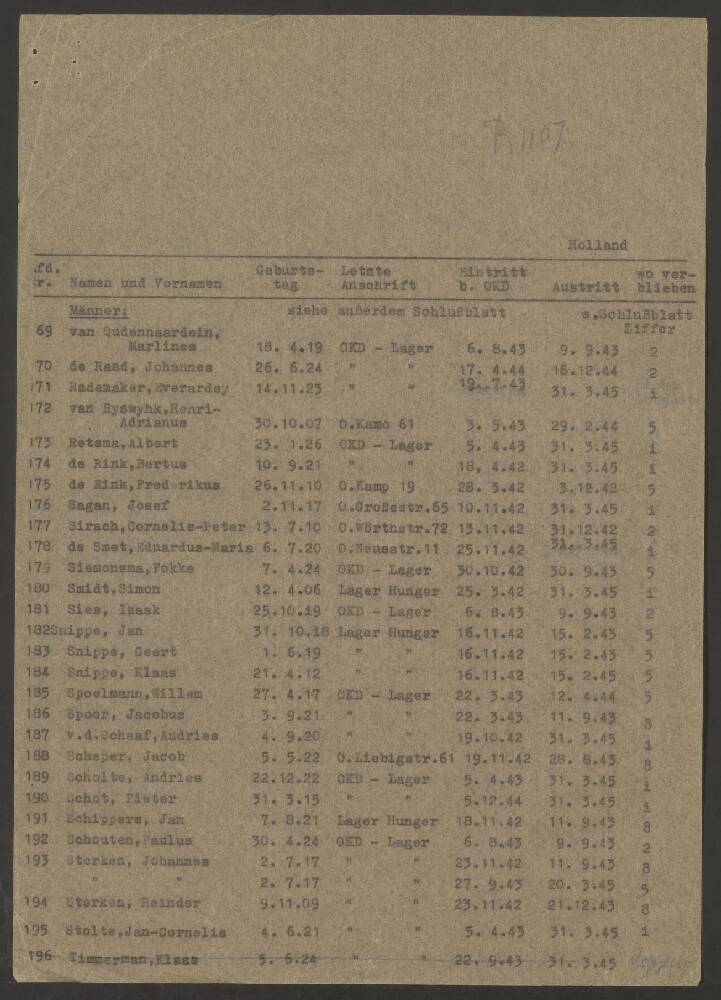 A 1107
Holland
fd. Geburts- Letzte Eintritt wo ver-
r. Namen und Vornamen tag Anschrift b. OKD Austritt blieben
Männer: siehe außerdem Schlußblatt s.Schlußblatt
Ziffer
69 van Qudennaardein,
Marlines 18. 4.19 OKD - Lager 6. 8.43 9. 9.43 2
70 de Raad, Johannes 26. 6.24 " " 17. 4.44 16.12.44 2
171 Rademaker,Everardey 14.11.23 " " 19. 7.43 31. 3.45 1
172 van Ryswyhk,Henri-
Adrianus 30.10.07 O.Kamo 61 3. 5.43 29. 2.44 5
173 Retsma,Albert 23. 1.26 OKD - Lager 5. 4.43 31. 3.45 1
174 de Rink,Bertus 10. 9.21 " " 18, 4.42 31. 3.45 1
175 de Rink,Frederikus 26.11.10 O.Kamp 19 28. 3.42 3.12.42 5
176 Sagan, Josef 2.11.17 O.Großestr.65 10.11.42 31. 3.45 1
177 Sirach,Cornelis-Peter 13. 7.10 O.Wörthstr.72 13.11.42 31.12.42 2
178 de Smet,Eduardus-Maria 6. 7.20 O.Neuestr.11 25.11.42 31. 3.45 1
179 Siemonsma,Fokke 7. 4.24 OKD - Lager 30.10.42 30. 9.43 5
180 Smidt,Simon 12. 4.06 Lager Hunger 25. 3.42 31. 3.45 1
181 Sies, Izaak 25.10.19 OKD - Lager 6. 8.43 9. 9.43 2
182Snippe, Jan 31. 10.18 Lager Hunger 16.11.42 15. 2.43 5
183 Snippe, Geert 1. 6.19 " " 16.11.42 15. 2.43 5
184 Snippe, Klaas 21. 4.12 " " 16.11.42 15. 2.43 5
185 Spoelmann,Willem 27. 4.17 OKD - Lager 22. 3.43 12. 4.44 5
186 Spoor, Jacobus 3. 9.21 " " 22. 3.43 11. 9.43 8
187 v.d.Schaaf,Andries 4. 9.20 " " 19.10.42 31. 3.45 1
188 Scheper, Jacob 5. 5.22 O.Liebigstr.61 19.11.42 28. 8.43 8
189 Scholte, Andries 22.12.22 OKD - Lager 5. 4.43 31. 3.45 1
190 Schot, Pieter 31. 3.15 " " 5.12.44 31. 3.45 1
191 Schippers, Jan 7. 8.21 Lager Hunger 18.11.42 11. 9.43 8
192 Schouten,Paulus 30. 4.24 OKD - Lager 6. 8.43 9. 9.43 2
193 Sterken, Johannes 2. 7.17 " " 23.11.42 11. 9.43 8
" " 2. 7.17 " " 27. 9.43 20. 3.45 5
194 Sterken, Reinder 9.11.09 " " 23.11.42 21.12.43 8
195 Stolte,Jan-Cornelis 4. 6.21 " " 5. 4.43 31. 3.45 1
196 Timmerman,Klaas 5. 6.24 " " 22. 9.43 31. 3.45